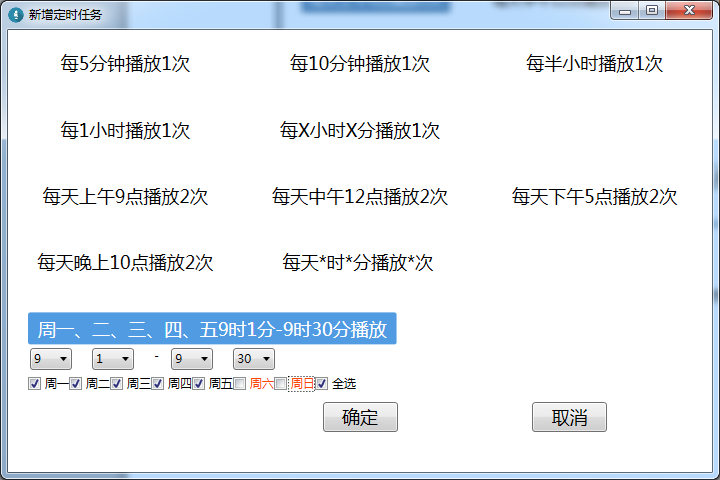 新增定时任务
每5分钟播放1次 每10分钟播放1次 每半小时播放1次
每1小时播放1次 每X小时X分播放1次
每天上午9点播放2次 每天中午12点播放2次 每天下午5点播放2次
每天晚上10点播放2次 每天*时*分播放*次
周一、二、三、四、五9时1分-9时30分播放
9 1 - 9 30
周一 周二 周三 周四 周五 周六 周日 全选
确定 取消